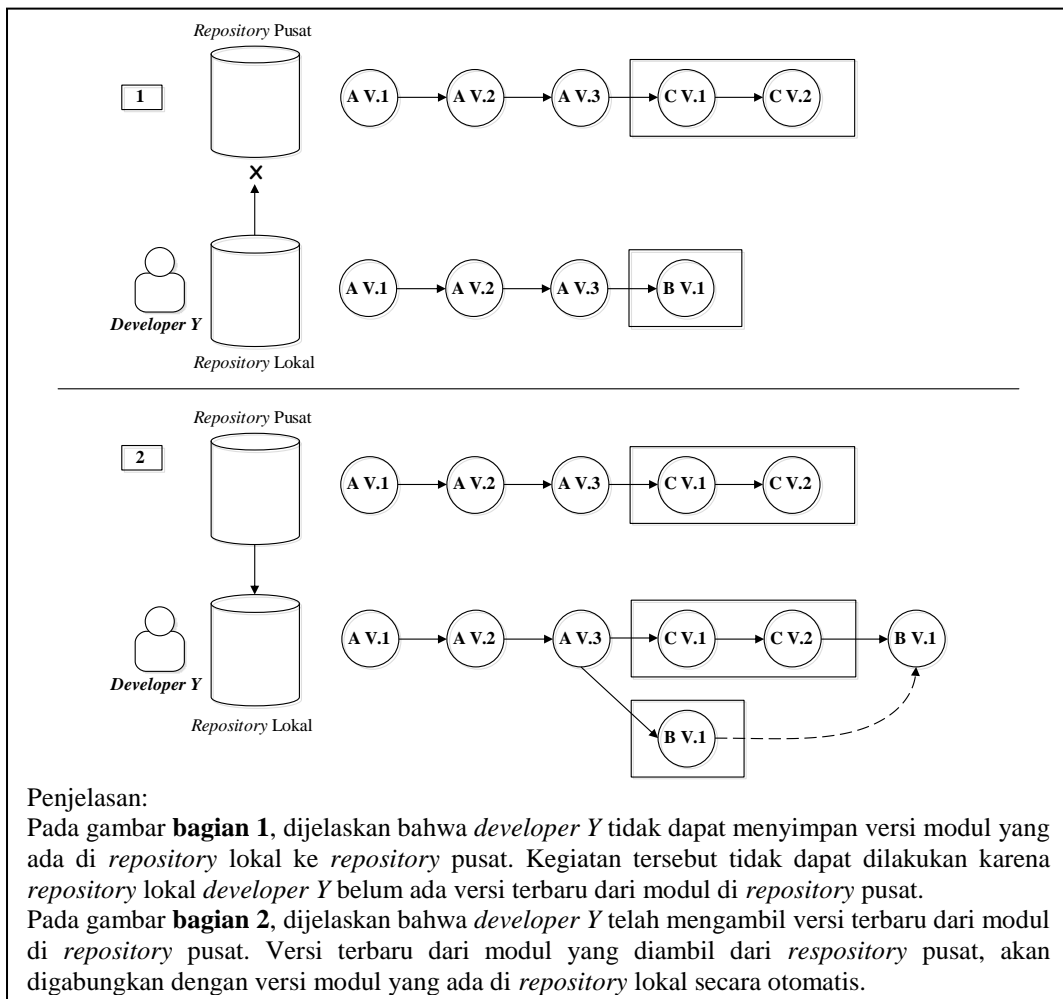 Repository Pusat
1
A V.1 A V.2 A V.3 C V.1 C V.2
X
A V.1 A V.2 A V.3 B V.1
Developer Y
Repository Lokal
Repository Pusat
2
A V.1 A V.2 A V.3 C V.1 C V.2
A V.1 A V.2 A V.3 C V.1 C V.2 B V.1
Developer Y
Repository Lokal
B V.1
Penjelasan:
Pada gambar bagian 1, dijelaskan bahwa developer Y tidak dapat menyimpan versi modul yang
ada di repository lokal ke repository pusat. Kegiatan tersebut tidak dapat dilakukan karena
repository lokal developer Y belum ada versi terbaru dari modul di repository pusat.
Pada gambar bagian 2, dijelaskan bahwa developer Y telah mengambil versi terbaru dari modul
di repository pusat. Versi terbaru dari modul yang diambil dari respository pusat, akan
digabungkan dengan versi modul yang ada di repository lokal secara otomatis.